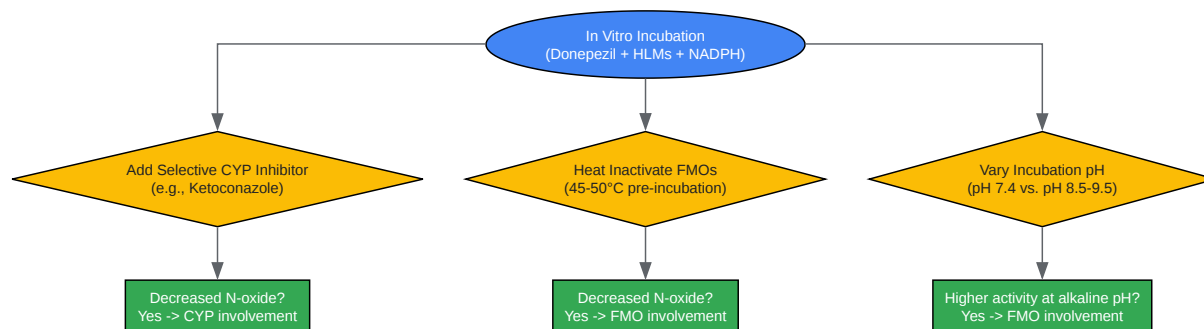 In Vitro Incubation
(Donepezil + HLMs + NADPH)
Add Selective CYP Inhibitor
(e.g., Ketoconazole)
Heat Inactivate FMOs
(45-50°C pre-incubation)
Vary Incubation pH
(pH 7.4 vs. pH 8.5-9.5)
Decreased N-oxide?
Yes -> CYP involvement
Decreased N-oxide?
Yes -> FMO involvement
Higher activity at alkaline pH?
Yes -> FMO involvement